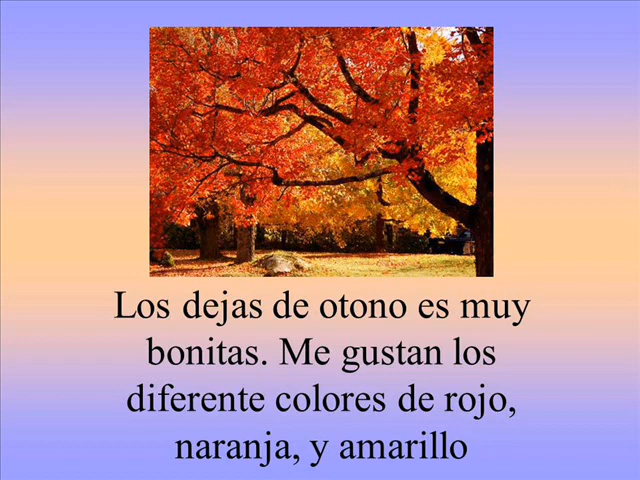 Los dejas de otono es muy
bonitas. Me gustan los
diferente colores de rojo,
naranja, y amarillo